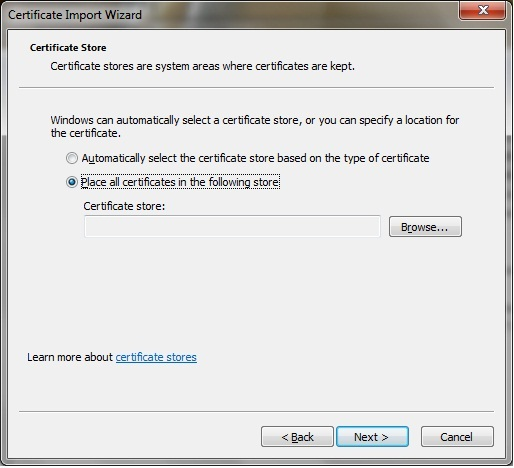 Certificate Import Wizard
Certificate Store
Certificate stores are system areas where certificates are kept.
Windows can automatically select a certificate store, or you can specify a location for
the certificate.
Automatically select the certificate store based on the type of certificate
Place all certificates in the following store
Certificate store:
Browse...
Learn more about certificate stores
< Back
Next >
Cancel